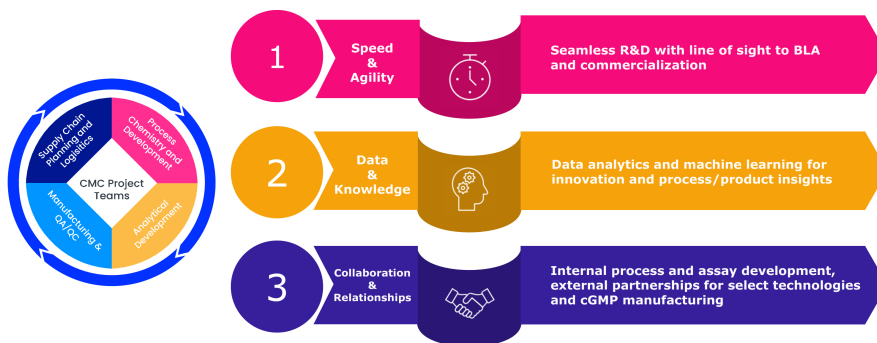 Supply Chain
Planning and
Logisitics
Process
Chemistry and
Development
CMC Project
Teams
Manufacturing &
QA/QC
Analytical
Development
1
Speed
&
Agility
Seamless R&D with line of sight to BLA
and commercialization
2
Data
&
Knowledge
Data analytics and machine learning for
innovation and process/product insights
3
Collaboration
&
Relationships
Internal process and assay development,
external partnerships for select technologies
and cGMP manufacturing